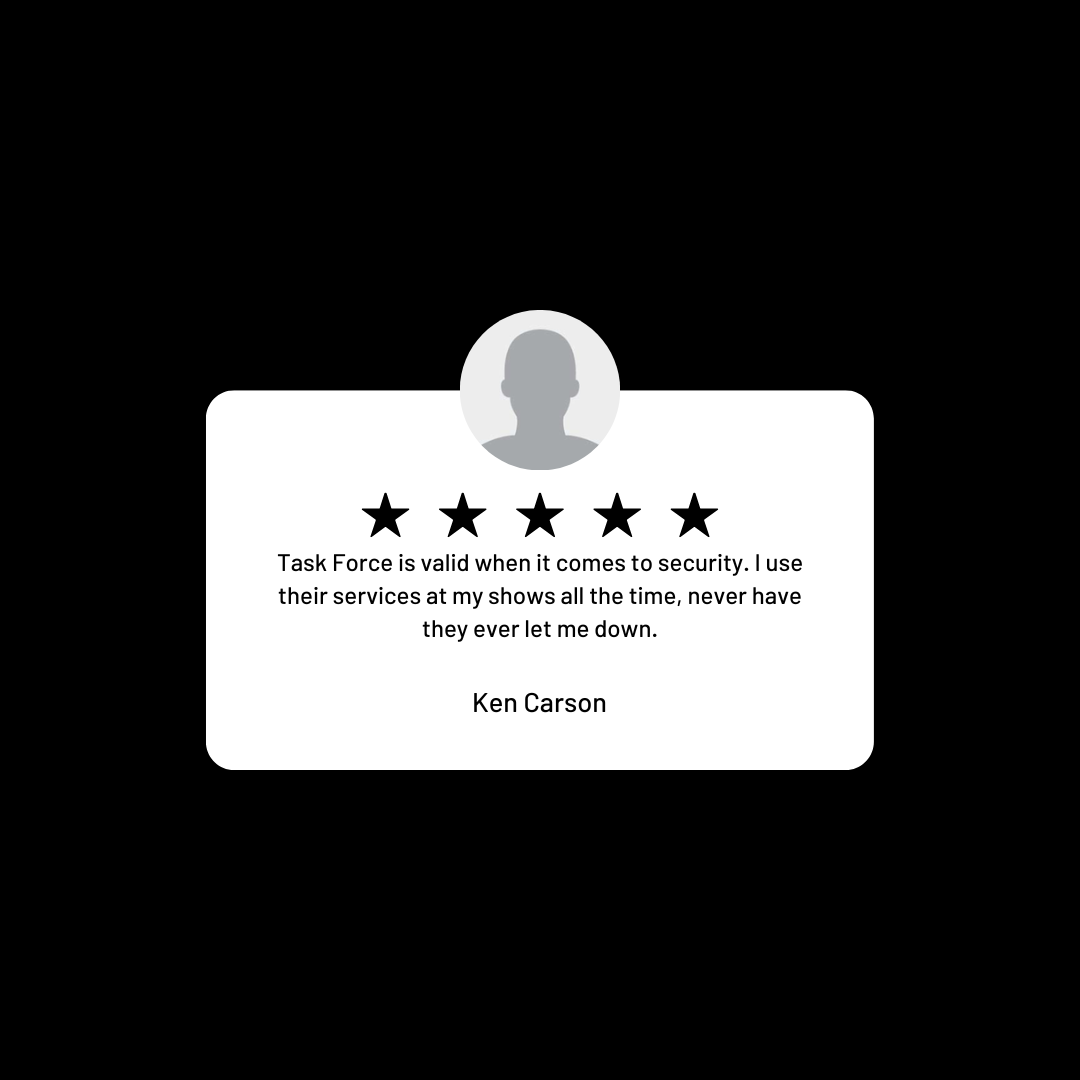 Task Force is valid when it comes to security. I use
their services at my shows all the time, never have
they ever let me down.
Ken Carson